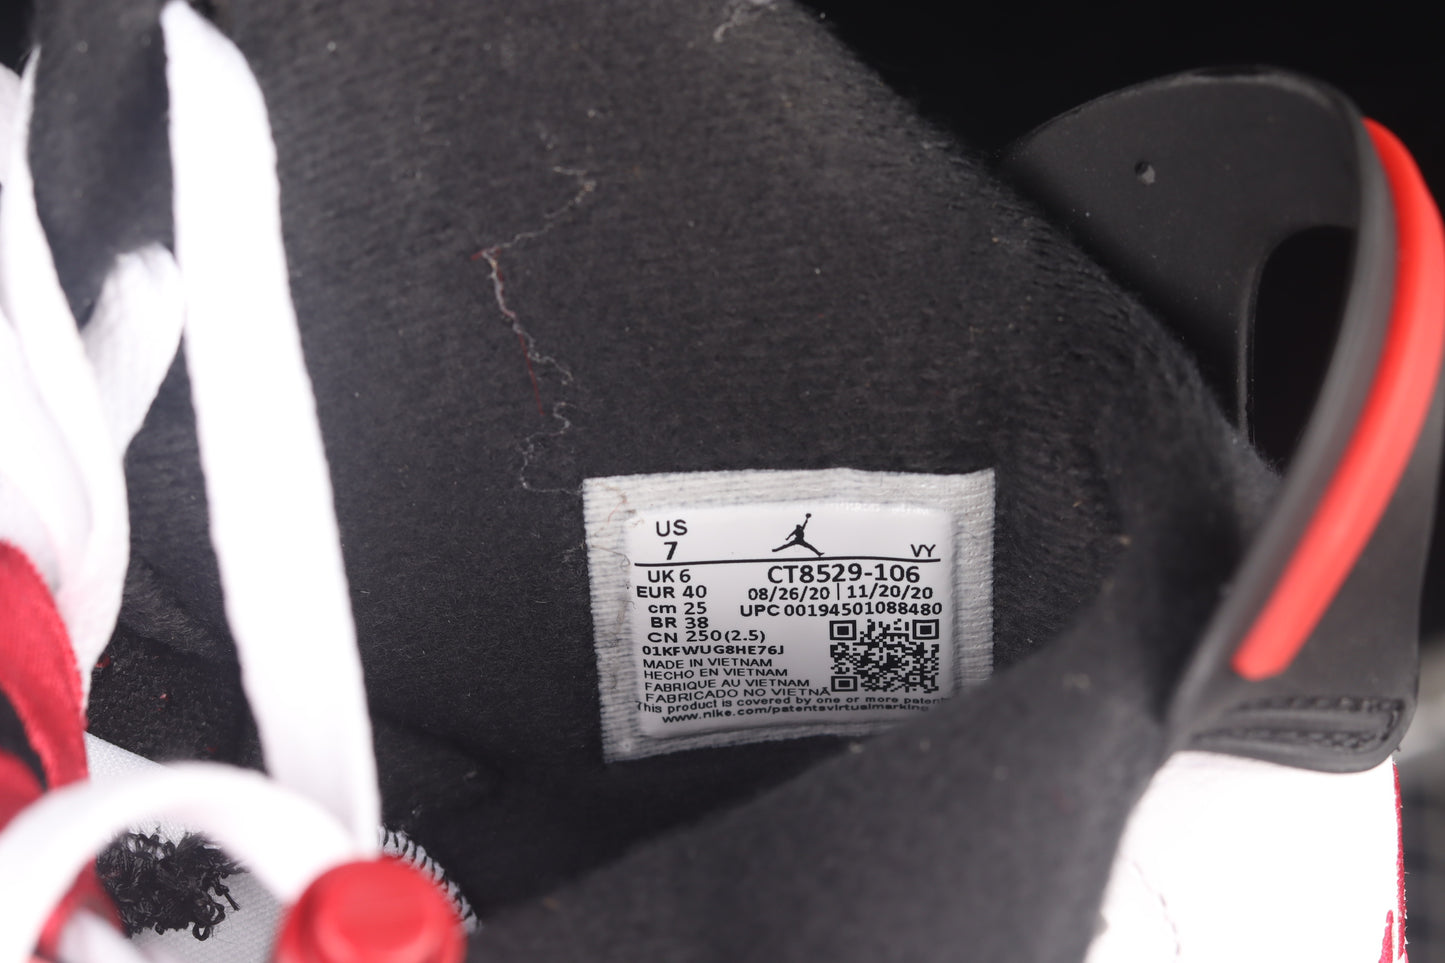 US
7
VY
UK 6
CT8529-106
EUR 40
08/26/20 | 11/20/20
cm 25
UPC 00194501088480
BR 38
CN 250(2.5)
01KFWUG8HE76J
MADE IN VIETNAM
HECHO EN VIETNAM
FABRIQUE AU VIETNAM
FABRICADO NO VIETNÃ
This product is covered by one or more patent
www.nike.com/patentsvirtualmarking